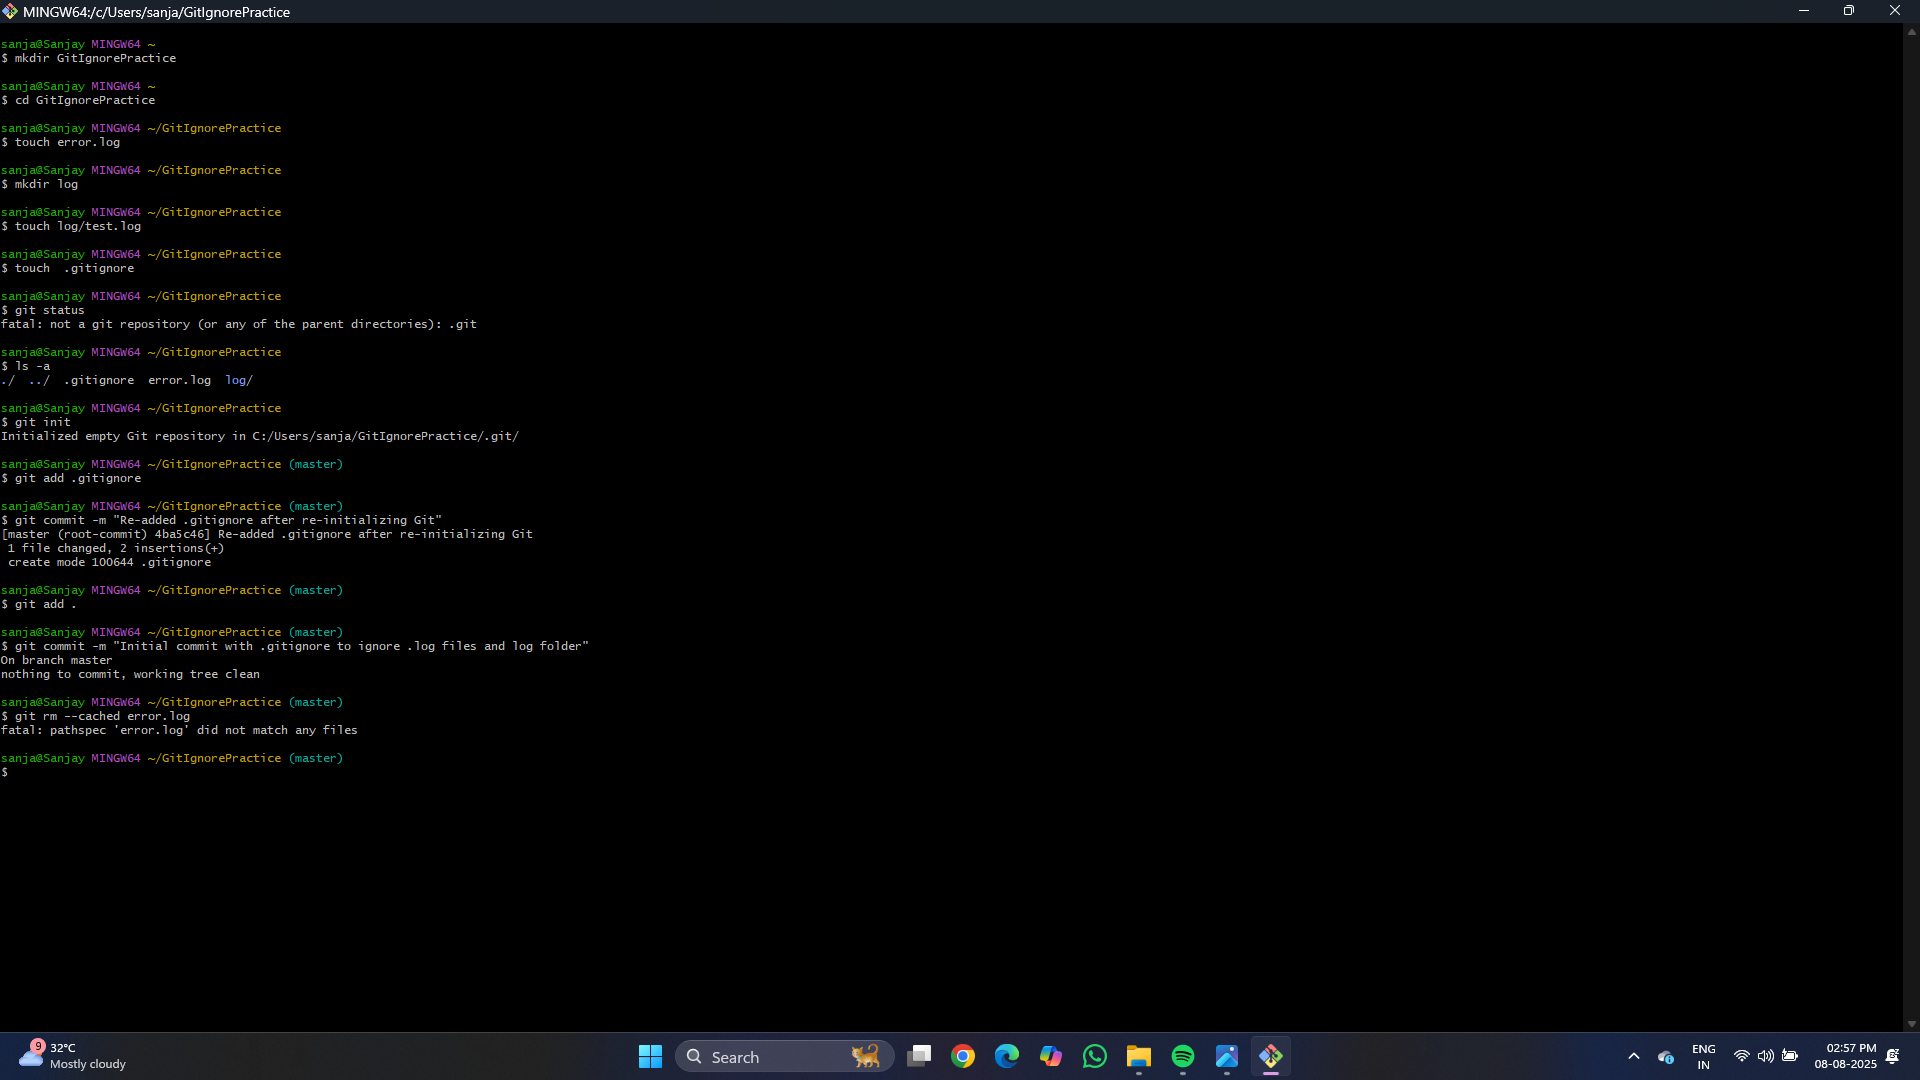 MINGW64:/c/Users/sanja/GitIgnorePractice
sanja@Sanjay MINGW64 ~
$ mkdir GitIgnorePractice
sanja@Sanjay MINGW64 ~
$ cd GitIgnorePractice
sanja@Sanjay MINGW64 ~/GitIgnorePractice
$ touch error.log
sanja@Sanjay MINGW64 ~/GitIgnorePractice
$ mkdir log
sanja@Sanjay MINGW64 ~/GitIgnorePractice
$ touch log/test.log
sanja@Sanjay MINGW64 ~/GitIgnorePractice
$ touch  .gitignore
sanja@Sanjay MINGW64 ~/GitIgnorePractice
$ git status
fatal: not a git repository (or any of the parent directories): .git
sanja@Sanjay MINGW64 ~/GitIgnorePractice
$ ls -a
./  ../  .gitignore  error.log  log/
sanja@Sanjay MINGW64 ~/GitIgnorePractice
$ git init
Initialized empty Git repository in C:/Users/sanja/GitIgnorePractice/.git/
sanja@Sanjay MINGW64 ~/GitIgnorePractice (master)
$ git add .gitignore
sanja@Sanjay MINGW64 ~/GitIgnorePractice (master)
$ git commit -m "Re-added .gitignore after re-initializing Git"
[master (root-commit) 4ba5c46] Re-added .gitignore after re-initializing Git
 1 file changed, 2 insertions(+)
 create mode 100644 .gitignore
sanja@Sanjay MINGW64 ~/GitIgnorePractice (master)
$ git add .
sanja@Sanjay MINGW64 ~/GitIgnorePractice (master)
$ git commit -m "Initial commit with .gitignore to ignore .log files and log folder"
On branch master
nothing to commit, working tree clean
sanja@Sanjay MINGW64 ~/GitIgnorePractice (master)
$ git rm --cached error.log
fatal: pathspec 'error.log' did not match any files
sanja@Sanjay MINGW64 ~/GitIgnorePractice (master)
$
9
32°C
Mostly cloudy
Search
ENG
IN
02:57 PM
08-08-2025